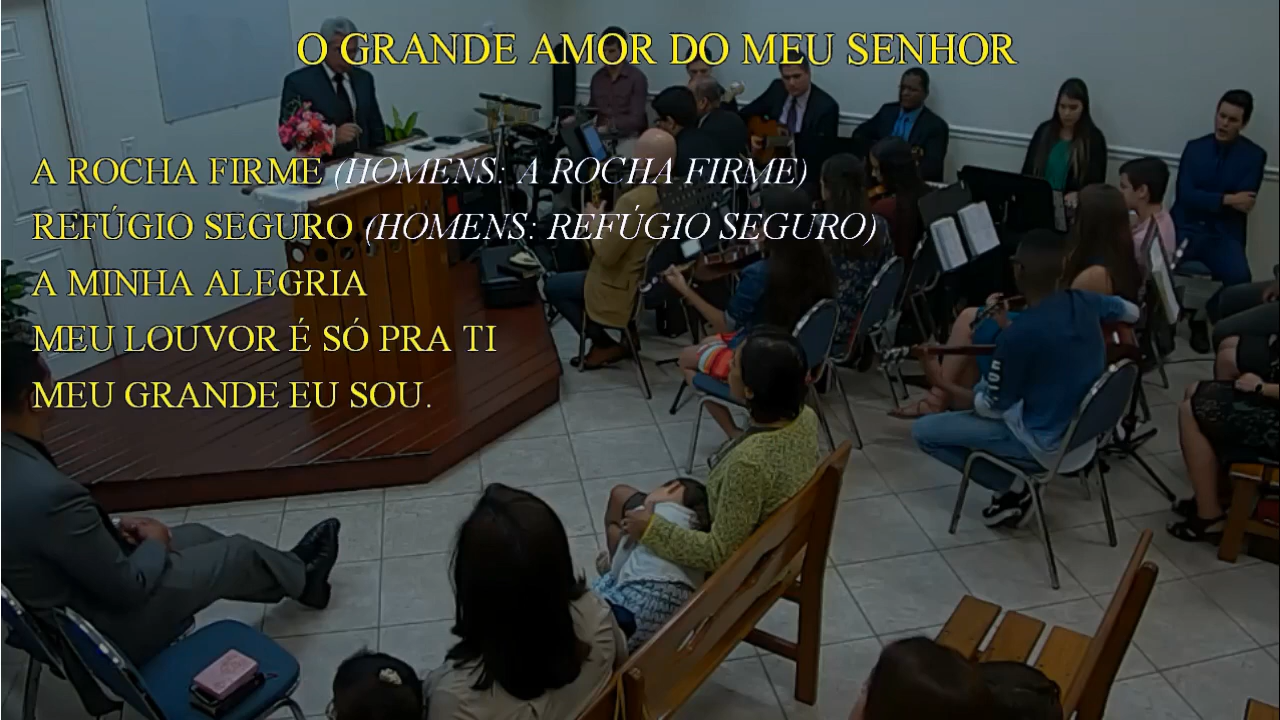 O GRANDE AMOR DO MEU SENHOR
A ROCHA FIRME (HOMENS: A ROCHA FIRME)
REFÚGIO SEGURO (HOMENS: REFÚGIO SEGURO)
A MINHA ALEGRIA
MEU LOUVOR É SÓ PRA TI
MEU GRANDE EU SOU.